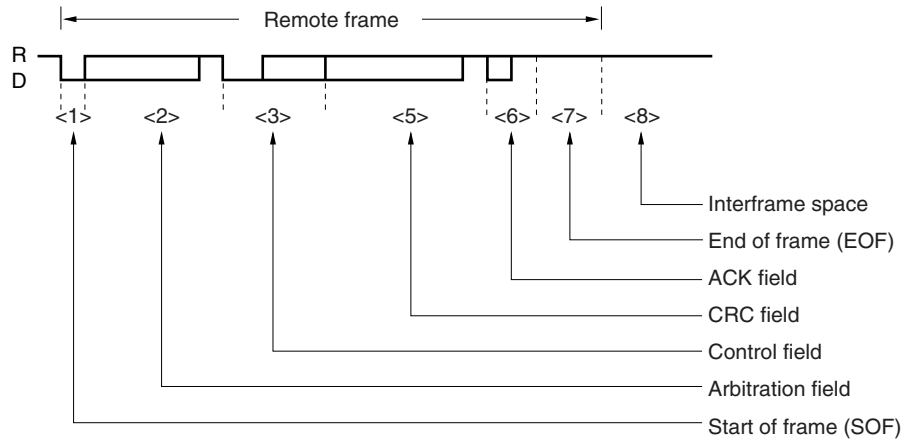 Remote frame
R
D
<1> <2> <3> <5> <6> <7> <8>
Interframe space
End of frame (EOF)
ACK field
CRC field
Control field
Arbitration field
Start of frame (SOF)